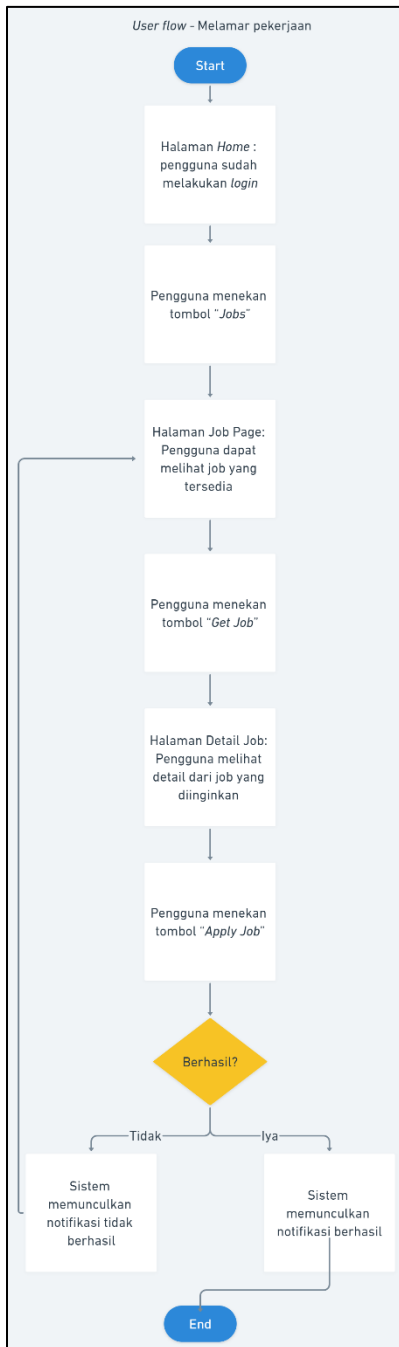 User flow - Melamar pekerjaan
Start
Halaman Home :
pengguna sudah
melakukan login
Pengguna menekan
tombol "Jobs"
Halaman Job Page:
Pengguna dapat
melihat job yang
tersedia
Pengguna menekan
tombol "Get Job"
Halaman Detail Job:
Pengguna melihat
detail dari job yang
diinginkan
Pengguna menekan
tombol "Apply Job"
Berhasil?
Tidak
Iya
Sistem
memunculkan
notifikasi tidak
berhasil
Sistem
memunculkan
notifikasi berhasil
End